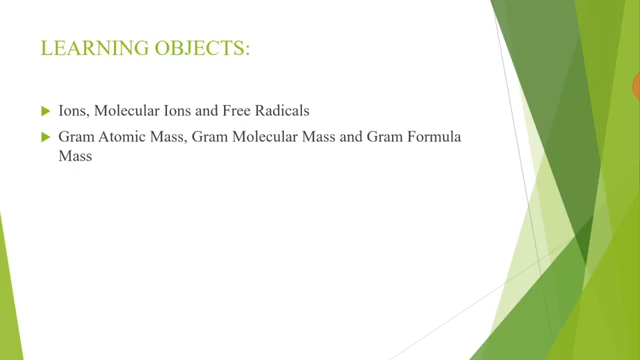 LEARNING OBJECTS:
Ions, Molecular Ions and Free Radicals
Gram Atomic Mass, Gram Molecular Mass and Gram Formula
Mass